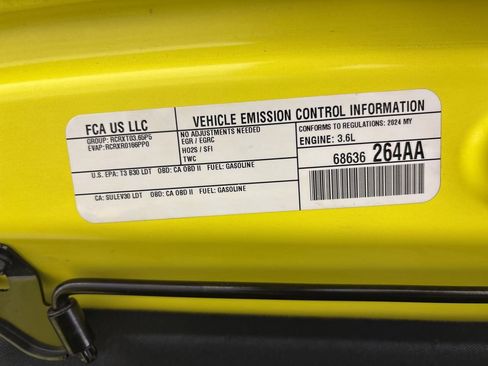 FCA US LLC
GROUP: RCRXT03.65P5
EVAP: RCRXR0166PP0
VEHICLE EMISSION CONTROL INFORMATION
NO ADJUSTMENTS NEEDED
EGR / EGRC
HO2S / SFI
TWC
CONFORMS TO REGULATIONS: 2024 MY
ENGINE: 3.6L
68636 264AA
U.S. EPA: T3 B30 LDT OBD: CA OBD II FUEL: GASOLINE
CA: SULEV30 LDT OBD: CA OBD II FUEL: GASOLINE